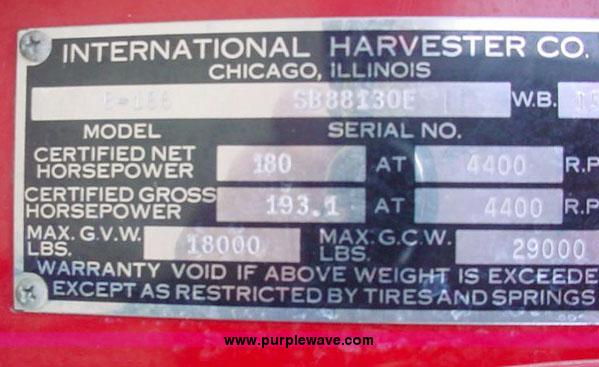 INTERNATIONAL HARVESTER CO.
CHICAGO, ILLINOIS
SB88130E W.B.
MODEL SERIAL NO.
CERTIFIED NET HORSEPOWER 180 AT 4400 R.P
CERTIFIED GROSS HORSEPOWER 193.1 AT 4400 R.P
MAX. G.V.W. LBS. 18000 MAX. G.C.W. LBS. 29000
WARRANTY VOID IF ABOVE WEIGHT IS EXCEEDE
EXCEPT AS RESTRICTED BY TIRES AND SPRINGS
www.purplewave.com